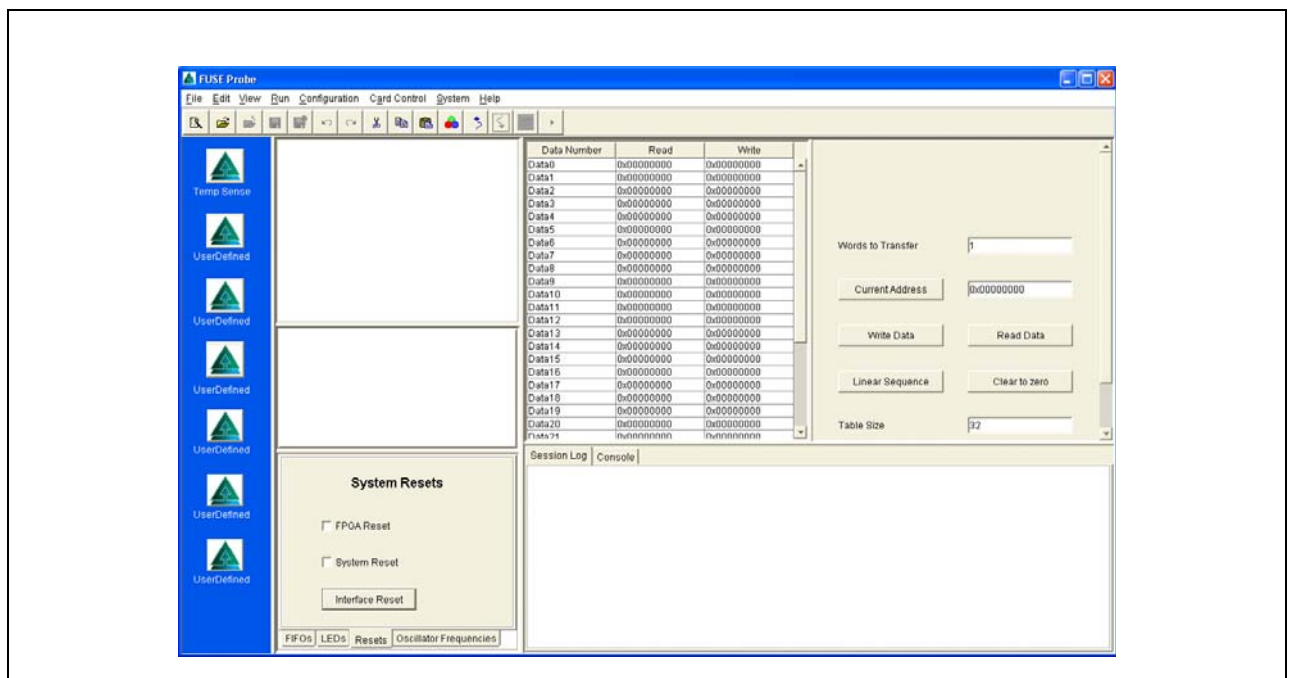 FUSE Probe
File Edit View Run Configuration Card Control System Help
Temp Sense
UserDefined
UserDefined
UserDefined
UserDefined
UserDefined
UserDefined
Data Number Read Write
Data0 0x00000000 0x00000000
Data1 0x00000000 0x00000000
Data2 0x00000000 0x00000000
Data3 0x00000000 0x00000000
Data4 0x00000000 0x00000000
Data5 0x00000000 0x00000000
Data6 0x00000000 0x00000000
Data7 0x00000000 0x00000000
Data8 0x00000000 0x00000000
Data9 0x00000000 0x00000000
Data10 0x00000000 0x00000000
Data11 0x00000000 0x00000000
Data12 0x00000000 0x00000000
Data13 0x00000000 0x00000000
Data14 0x00000000 0x00000000
Data15 0x00000000 0x00000000
Data16 0x00000000 0x00000000
Data17 0x00000000 0x00000000
Data18 0x00000000 0x00000000
Data19 0x00000000 0x00000000
Data20 0x00000000 0x00000000
Data21 0x00000000 0x00000000
Words to Transfer 1
Current Address 0x00000000
Write Data Read Data
Linear Sequence Clear to zero
Table Size 32
System Resets
FPGA Reset
System Reset
Interface Reset
FIFOs LEDs Resets Oscillator Frequencies
Session Log Console